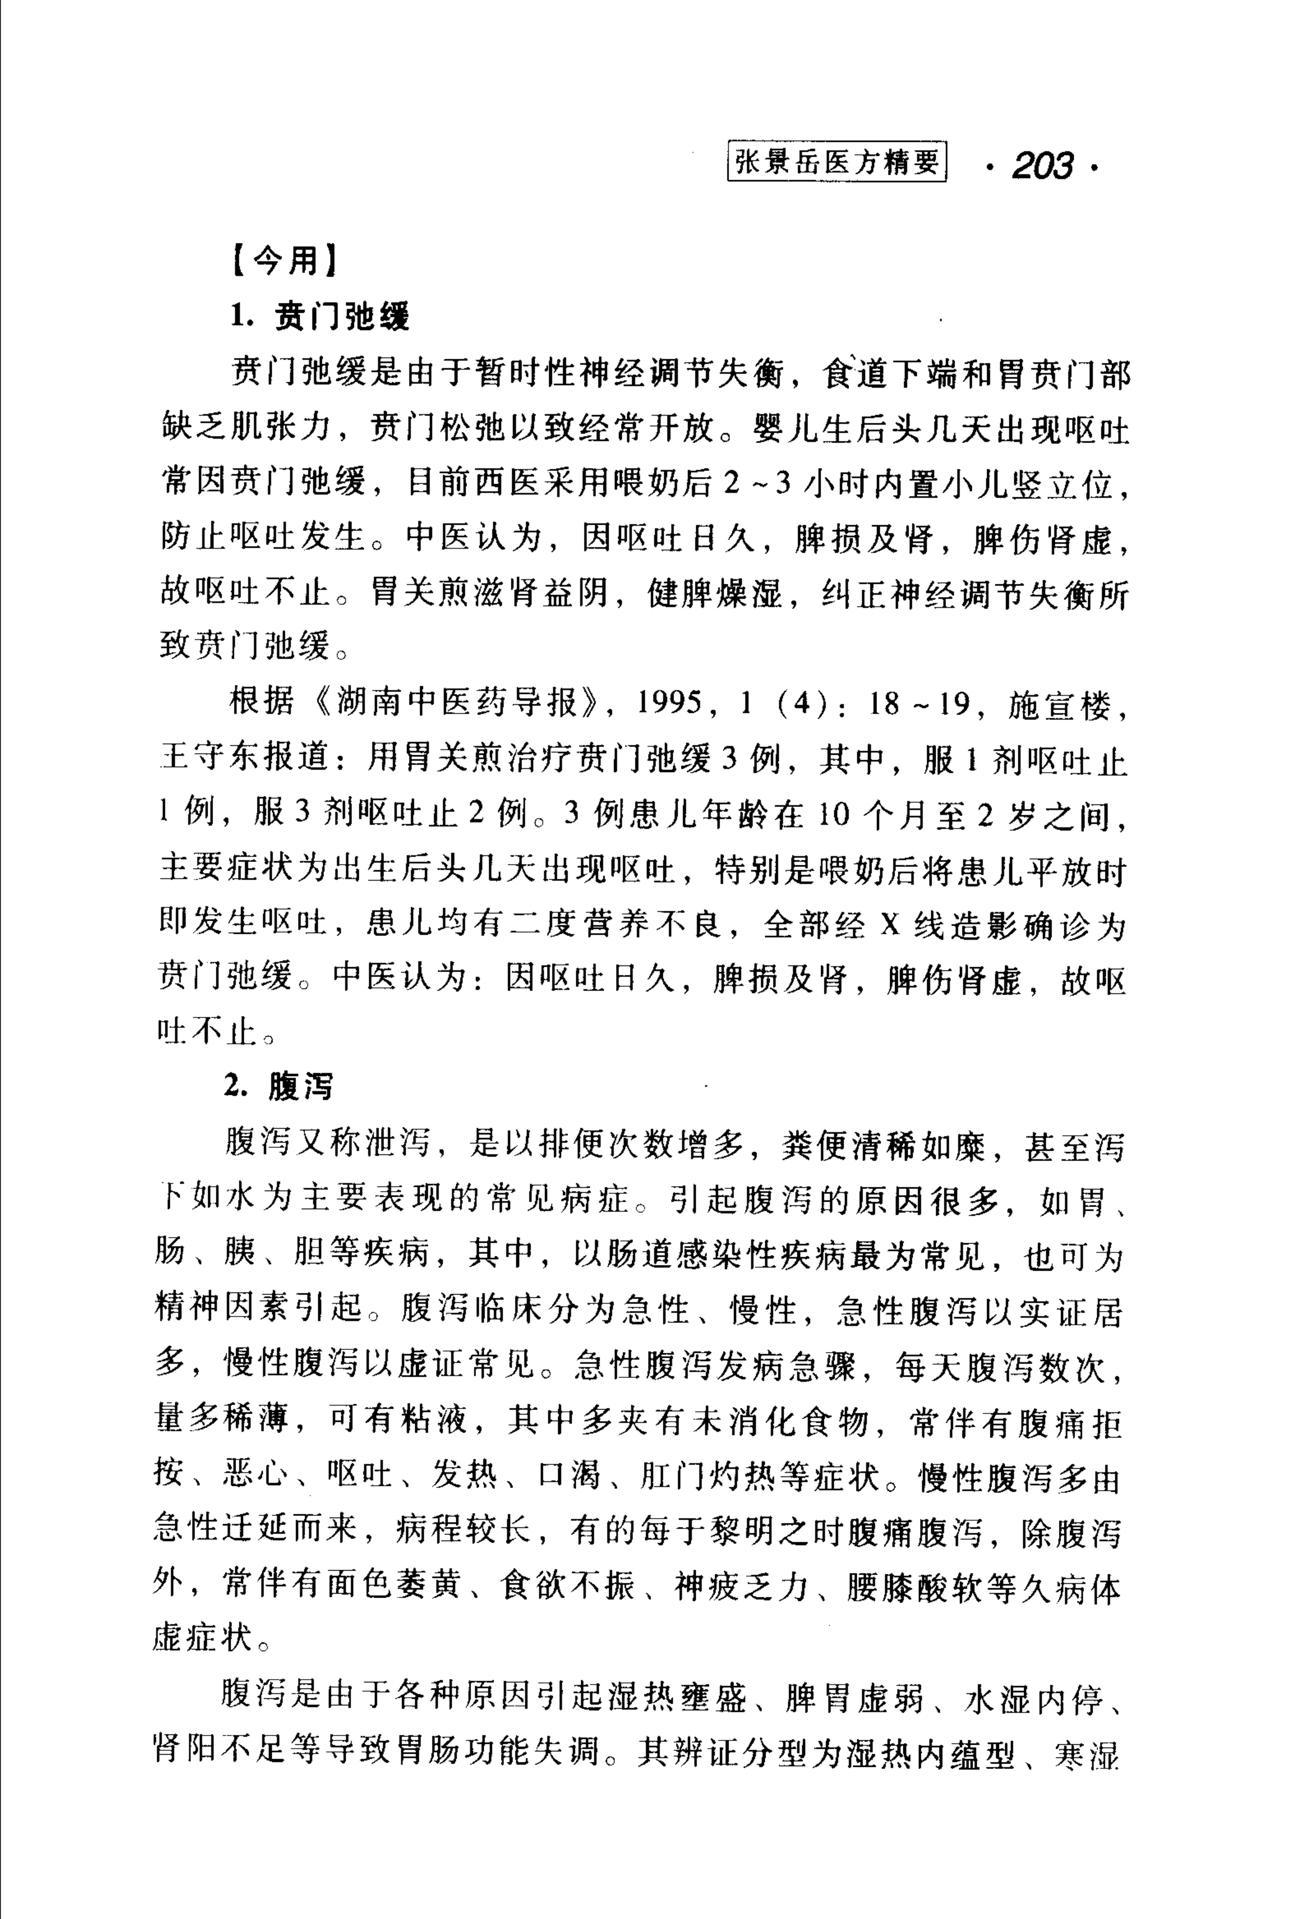 张景岳医方精要 ·203·
【今用】
1. 贲门弛缓
贲门弛缓是由于暂时性神经调节失衡，食道下端和胃贲门部
缺乏肌张力，贲门松弛以致经常开放。婴儿生后头几天出现呕吐
常因贲门弛缓，目前西医采用喂奶后 2～3 小时内置小儿竖立位，
防止呕吐发生。中医认为，因呕吐日久，脾损及肾，脾伤肾虚，
故呕吐不止。胃关煎滋肾益阴，健脾燥湿，纠正神经调节失衡所
致贲门弛缓。
根据《湖南中医药导报》，1995，1（4）：18～19，施宣楼，
王守东报道：用胃关煎治疗贲门弛缓 3 例，其中，服 1 剂呕吐止
1 例，服 3 剂呕吐止 2 例。3 例患儿年龄在 10 个月至 2 岁之间，
主要症状为出生后头几天出现呕吐，特别是喂奶后将患儿平放时
即发生呕吐，患儿均有二度营养不良，全部经 X 线造影确诊为
贲门弛缓。中医认为：因呕吐日久，脾损及肾，脾伤肾虚，故呕
吐不止。
2. 腹泻
腹泻又称泄泻，是以排便次数增多，粪便清稀如糜，甚至泻
下如水为主要表现的常见病症。引起腹泻的原因很多，如胃、
肠、胰、胆等疾病，其中，以肠道感染性疾病最为常见，也可为
精神因素引起。腹泻临床分为急性、慢性，急性腹泻以实证居
多，慢性腹泻以虚证常见。急性腹泻发病急骤，每天腹泻数次，
量多稀薄，可有粘液，其中多夹有未消化食物，常伴有腹痛拒
按、恶心、呕吐、发热、口渴、肛门灼热等症状。慢性腹泻多由
急性迁延而来，病程较长，有的每于黎明之时腹痛腹泻，除腹泻
外，常伴有面色萎黄、食欲不振、神疲乏力、腰膝酸软等久病体
虚症状。
腹泻是由于各种原因引起湿热壅盛、脾胃虚弱、水湿内停、
肾阳不足等导致胃肠功能失调。其辨证分型为湿热内蕴型、寒湿